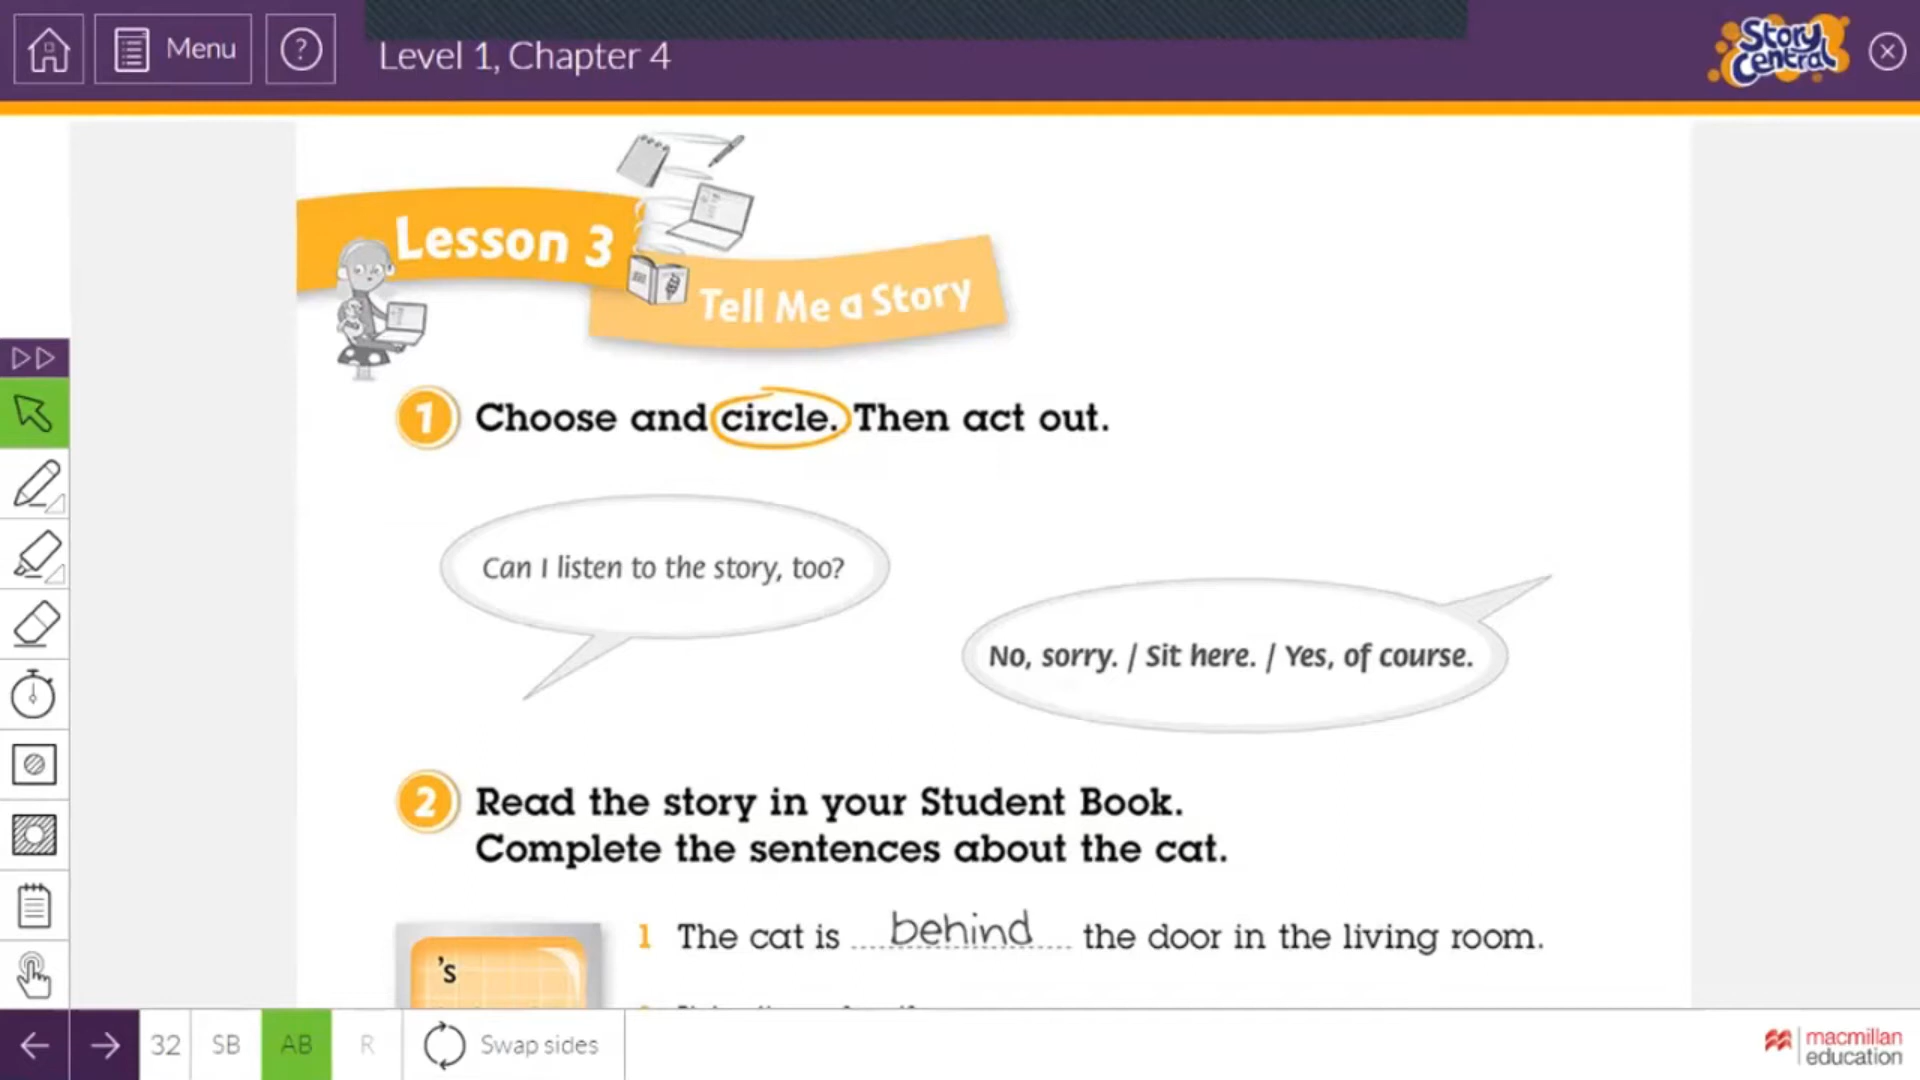 Menu
?
Level 1, Chapter 4
Story Central
Lesson 3
Tell Me a Story
1 Choose and circle. Then act out.
Can I listen to the story, too?
No, sorry. / Sit here. / Yes, of course.
2 Read the story in your Student Book.
Complete the sentences about the cat.
1 The cat is behind the door in the living room.
's
32
SB
AB
R
Swap sides
macmillan
education